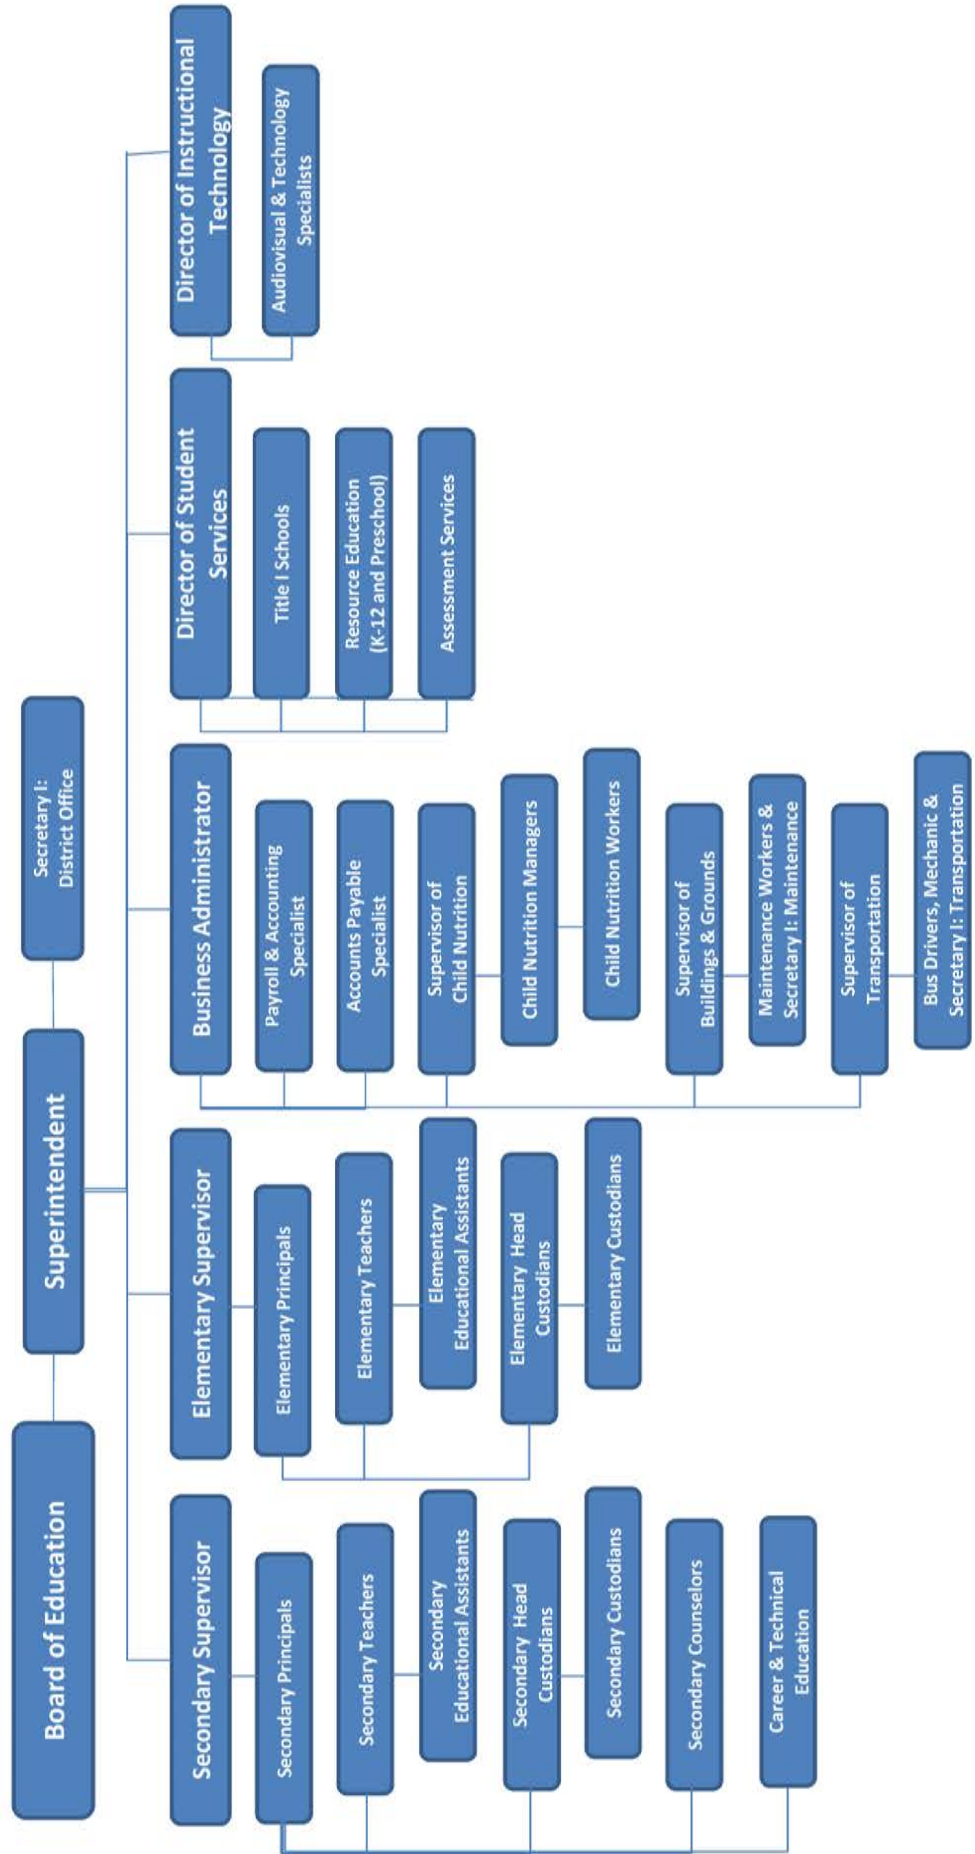 Board of Education
Superintendent
Secretary I:
District Office
Secondary Supervisor
Secondary Principals
Secondary Teachers
Secondary
Educational Assistants
Secondary Head
Custodians
Secondary Custodians
Secondary Counselors
Career & Technical
Education
Elementary Supervisor
Elementary Principals
Elementary Teachers
Elementary
Educational Assistants
Elementary Head
Custodians
Elementary Custodians
Business Administrator
Payroll & Accounting
Specialist
Accounts Payable
Specialist
Supervisor of
Child Nutrition
Child Nutrition Managers
Child Nutrition Workers
Supervisor of
Buildings & Grounds
Maintenance Workers &
Secretary I: Maintenance
Supervisor of
Transportation
Bus Drivers, Mechanic &
Secretary I: Transportation
Director of Student
Services
Title I Schools
Resource Education
(K-12 and Preschool)
Assessment Services
Director of Instructional
Technology
Audiovisual & Technology
Specialists